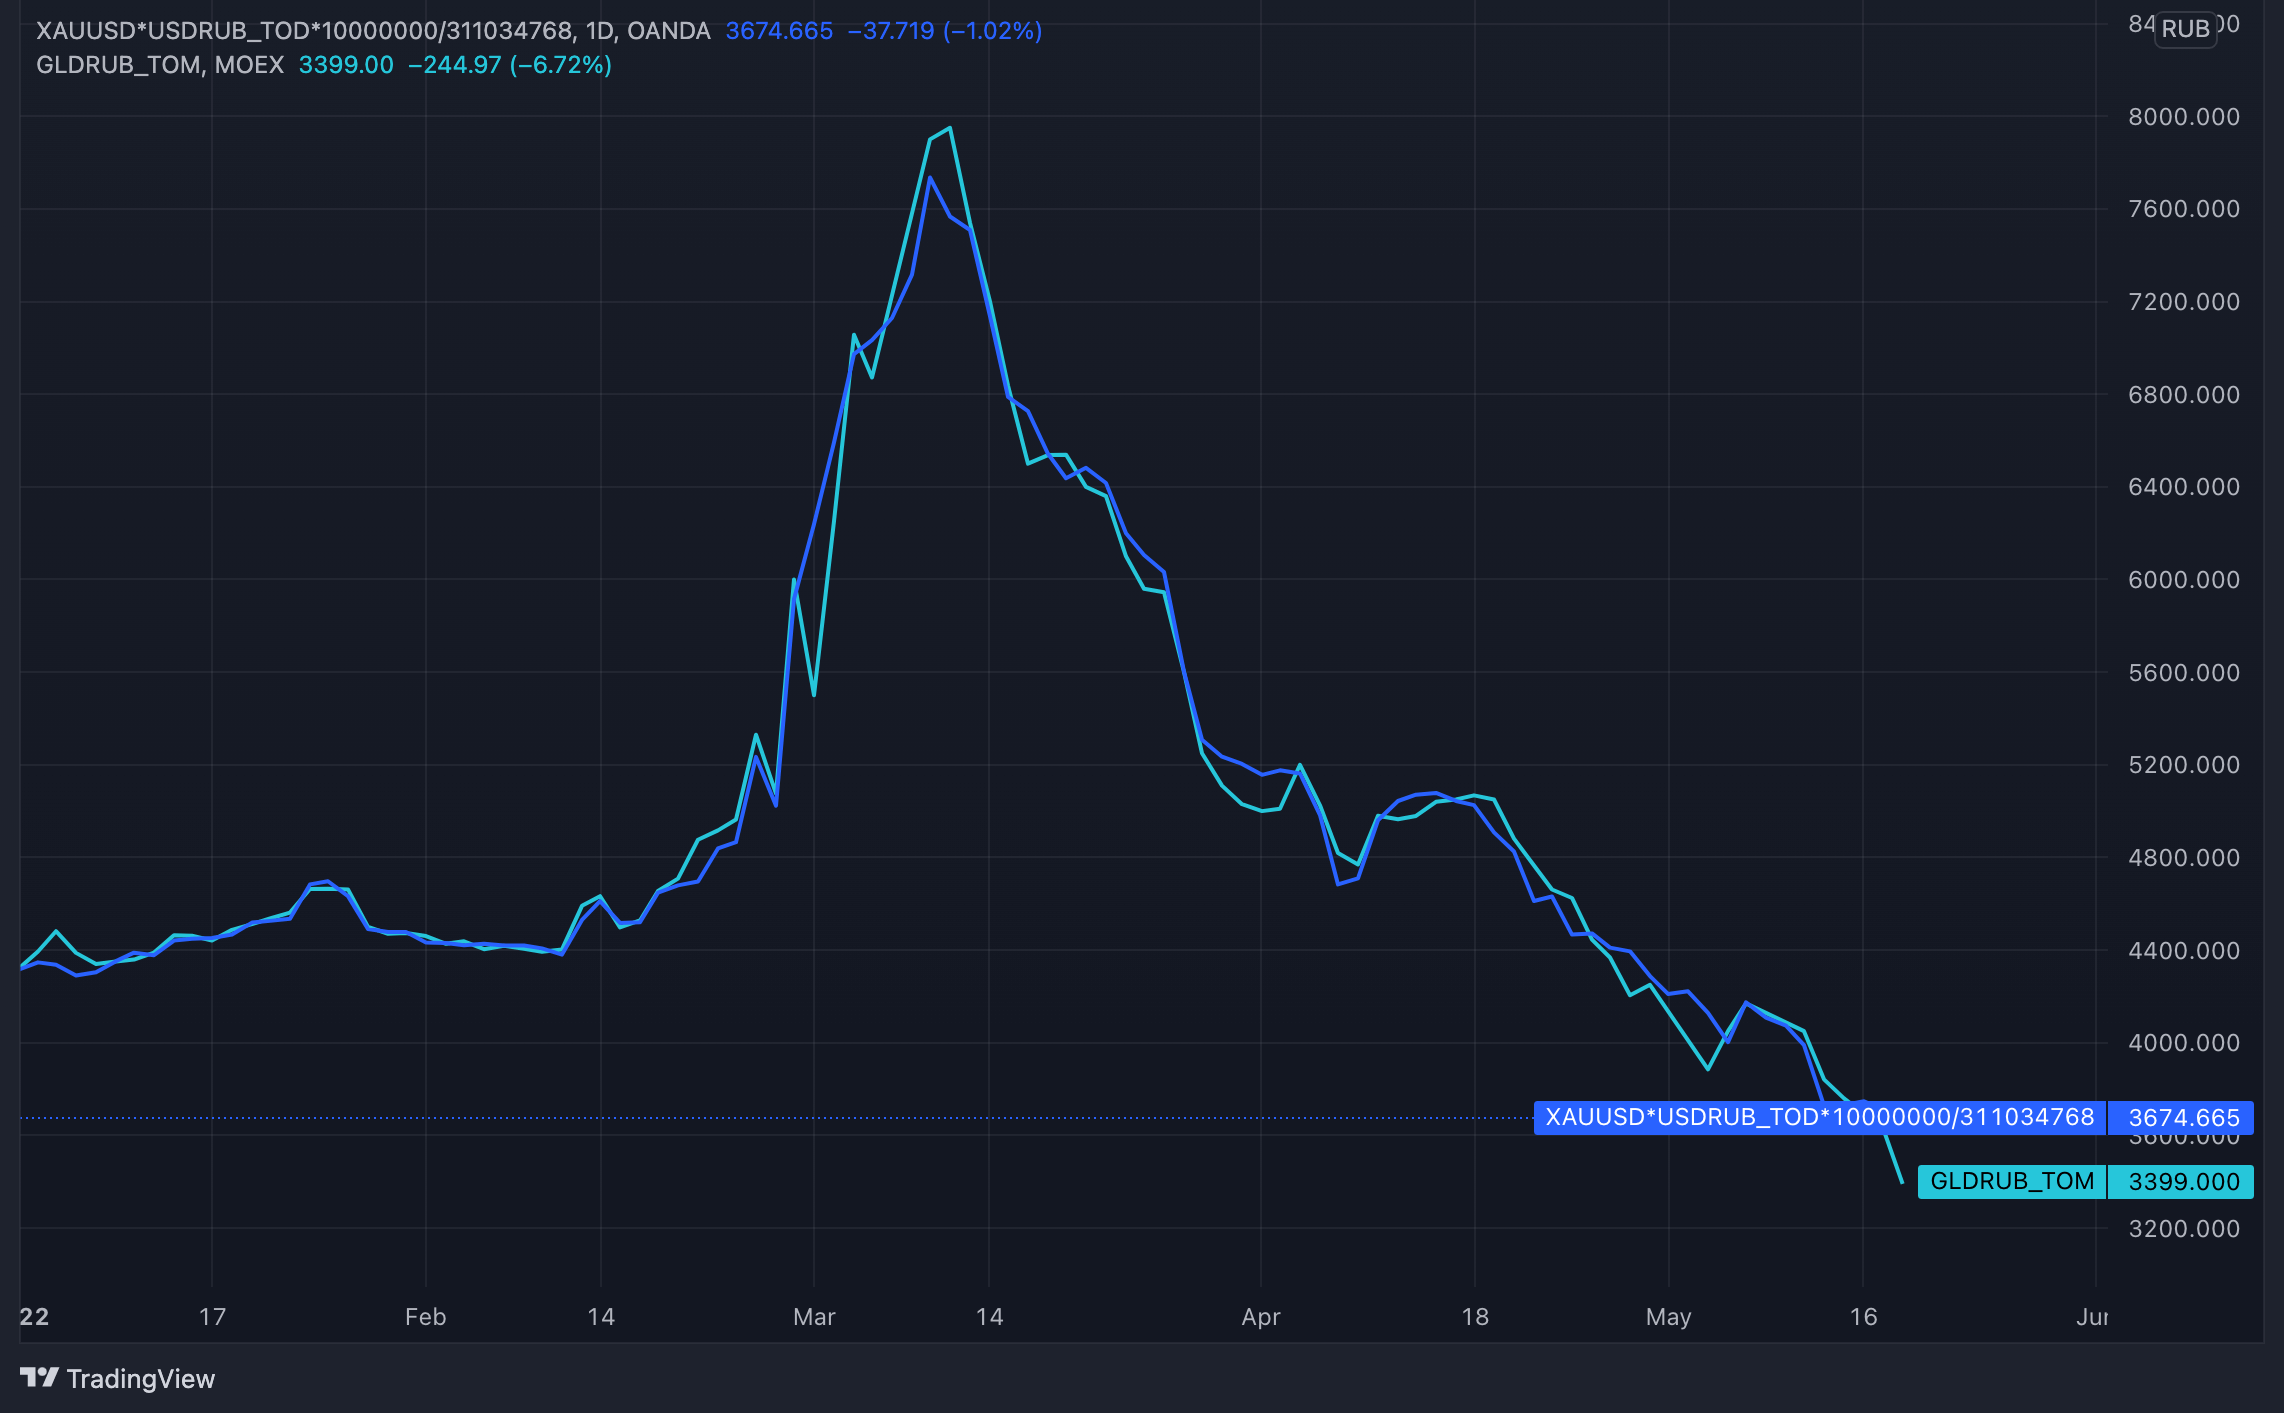 XAUUSD*USDRUB_TOD*10000000/311034768, 1D, OANDA 3674.665 −37.719 (−1.02%)
GLDRUB_TOM, MOEX 3399.00 −244.97 (−6.72%)
RUB
8000.000
7600.000
7200.000
6800.000
6400.000
6000.000
5600.000
5200.000
4800.000
4400.000
4000.000
XAUUSD*USDRUB_TOD*10000000/311034768 3674.665
3600.000
GLDRUB_TOM 3399.000
3200.000
22 17 Feb 14 Mar 14 Apr 18 May 16
TradingView